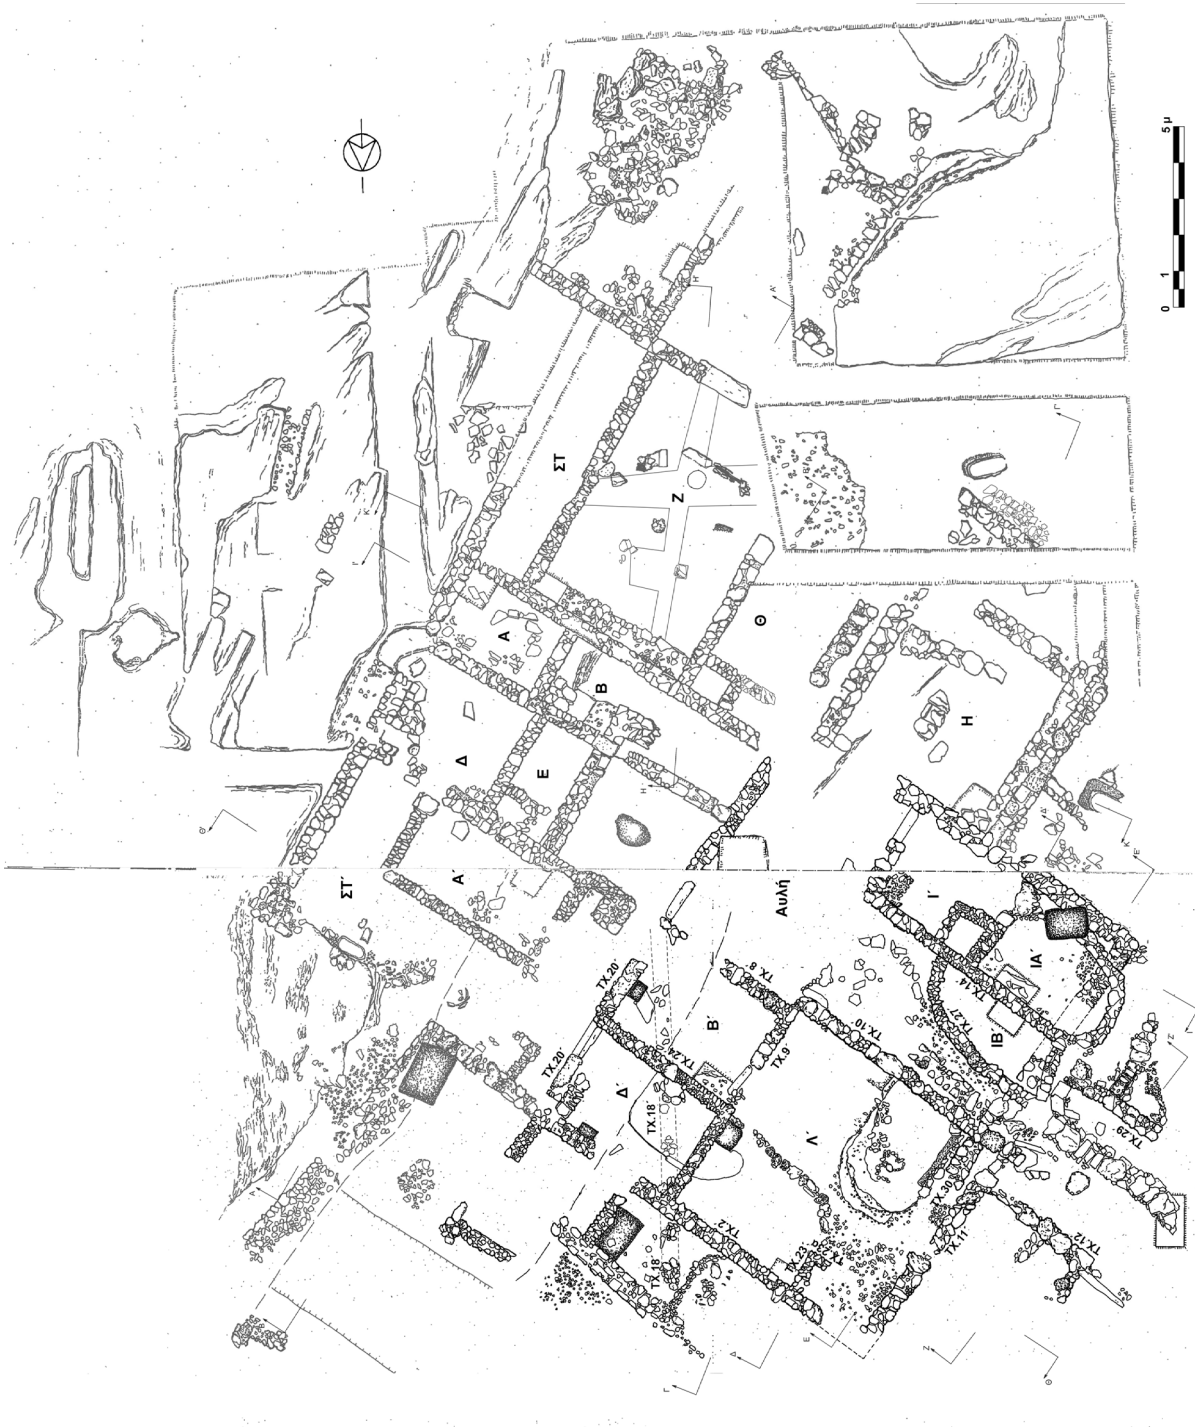 0 1 5 μ
Α'
Η'
Γ
ΣΤ
Κ'
Ι'
Ζ
Α
Θ
Β
Δ
Η
Ε
Η
Θ'
Δ'
Κ
Ε'
ΣΤ΄
Α΄
Αυλή
Ι΄
ΤΧ.20΄
ΤΧ.8
ΙΑ΄
ΤΧ.14
Β΄
ΤΧ.10
ΤΧ.27
ΙΒ΄
ΤΧ.20΄
ΤΧ.24
ΤΧ.9
Δ΄
ΤΧ.18
Λ΄
ΤΧ.29
ΤΧ.30
ΤΧ.2
ΤΧ.11
ΤΧ.12
ΤΧ.18
ΤΧ.23
ΤΧ.22
Ζ'
Γ'
Ε
Δ
Ζ
Γ
Θ